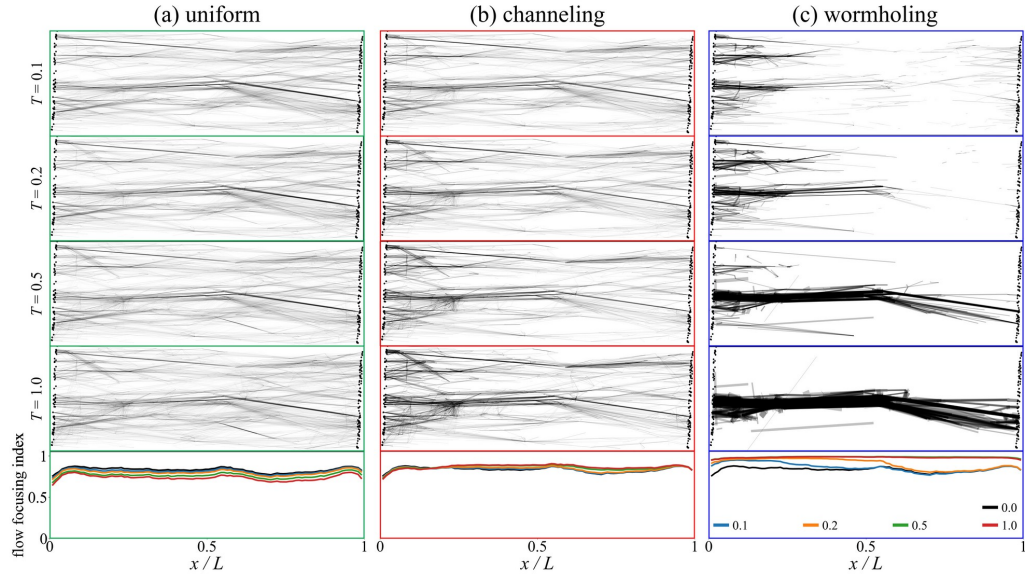 (a) uniform
(b) channeling
(c) wormholing
T = 0.1
T = 0.2
T = 0.5
T = 1.0
flow focusing index
1
0.5
0
0.0
0.1
0.2
0.5
1.0
0
0.5
1
0
0.5
1
0
0.5
1
x / L
x / L
x / L